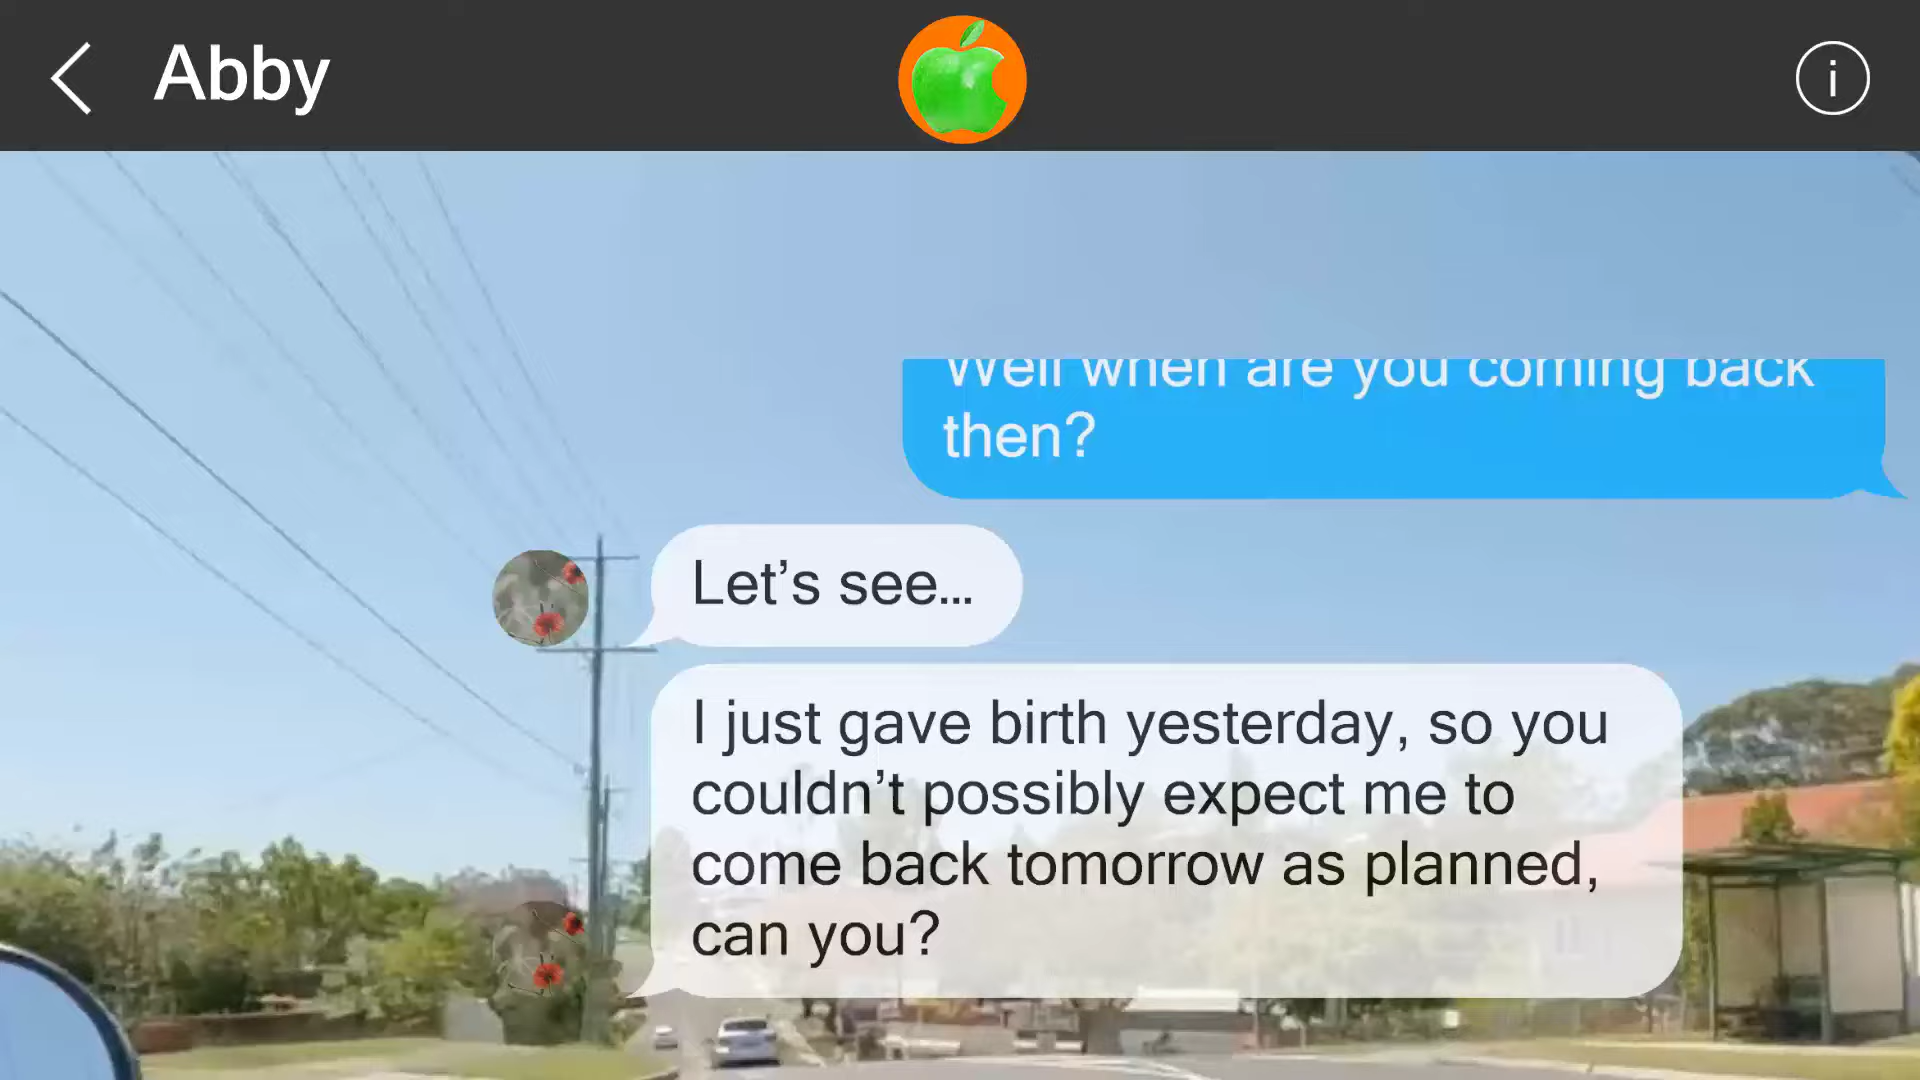 Abby
Well when are you coming back
then?
Let’s see...
I just gave birth yesterday, so you
couldn’t possibly expect me to
come back tomorrow as planned,
can you?